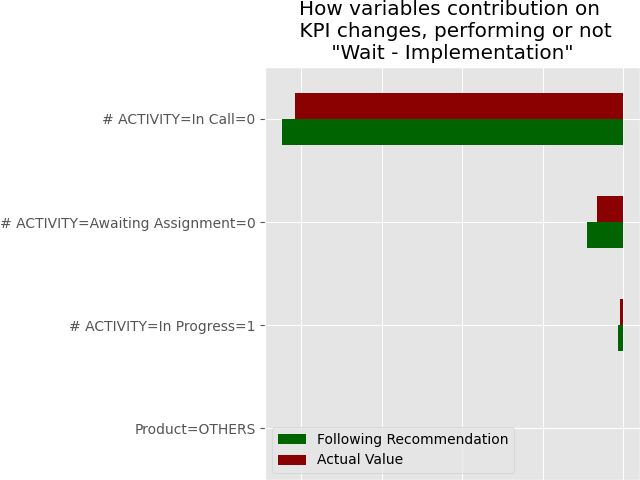 How variables contribution on
KPI changes, performing or not
"Wait - Implementation"
# ACTIVITY=In Call=0
# ACTIVITY=Awaiting Assignment=0
# ACTIVITY=In Progress=1
Product=OTHERS
Following Recommendation
Actual Value